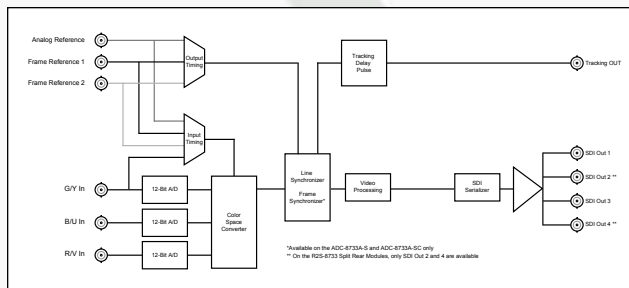 Analog Reference
Frame Reference 1
Frame Reference 2
Output
Timing
Tracking
Delay
Pulse
Tracking OUT
Input
Timing
G/Y In
12-Bit A/D
B/U In
12-Bit A/D
R/V In
12-Bit A/D
Color
Space
Converter
Line
Synchronizer
Frame
Synchronizer*
Video
Processing
SDI
Serializer
SDI Out 1
SDI Out 2 **
SDI Out 3
SDI Out 4 **
*Available on the ADC-8733A-S and ADC-8733A-SC only
** On the R2S-8733 Split Rear Modules, only SDI Out 2 and 4 are available